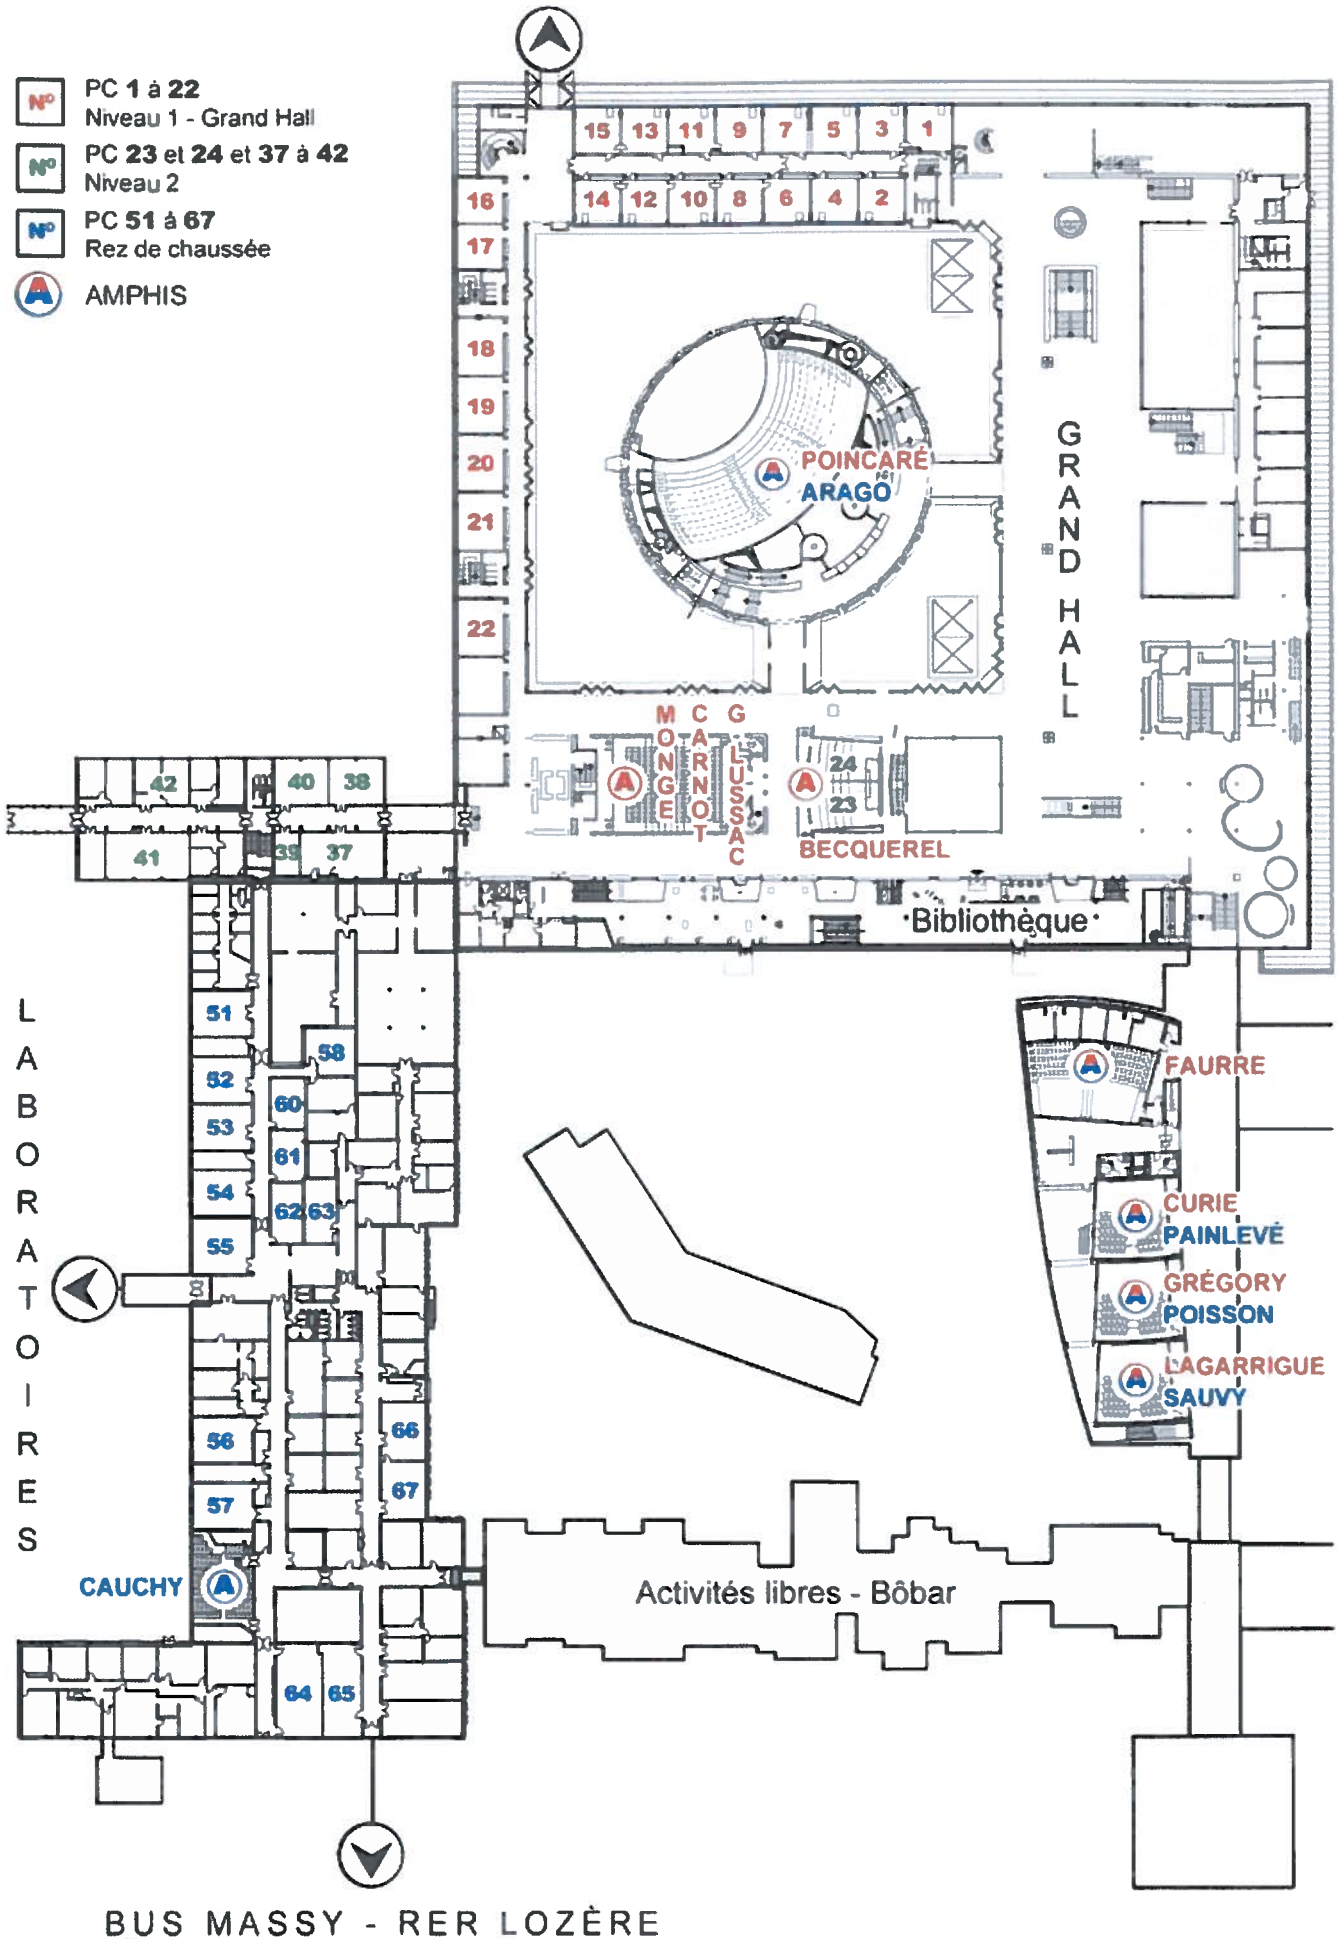 Nº PC 1 à 22
Niveau 1 - Grand Hall
Nº PC 23 et 24 et 37 à 42
Niveau 2
Nº PC 51 à 67
Rez de chaussée
A AMPHIS
15 13 11 9 7 5 3 1
14 12 10 8 6 4 2
16
17
18
19
20
21
22
A POINCARÉ
ARAGO
GRAND HALL
A
MONGE
CARNOT
G LUSSAC
A
24
23
BECQUEREL
Bibliothèque
42 40 38
41 39 37
LABORATOIRES
51
52
53
54
55
56
57
58
60
61
62 63
66
67
CAUCHY A
64 65
A FAURRE
A CURIE
PAINLEVÉ
A GRÉGORY
POISSON
A LAGARRIGUE
SAUVY
Activités libres - Bôbar
BUS MASSY - RER LOZÈRE